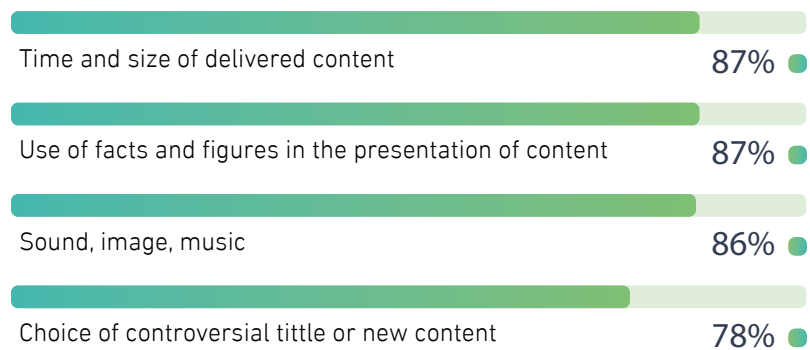 Time and size of delivered content 87%
Use of facts and figures in the presentation of content 87%
Sound, image, music 86%
Choice of controversial tittle or new content 78%